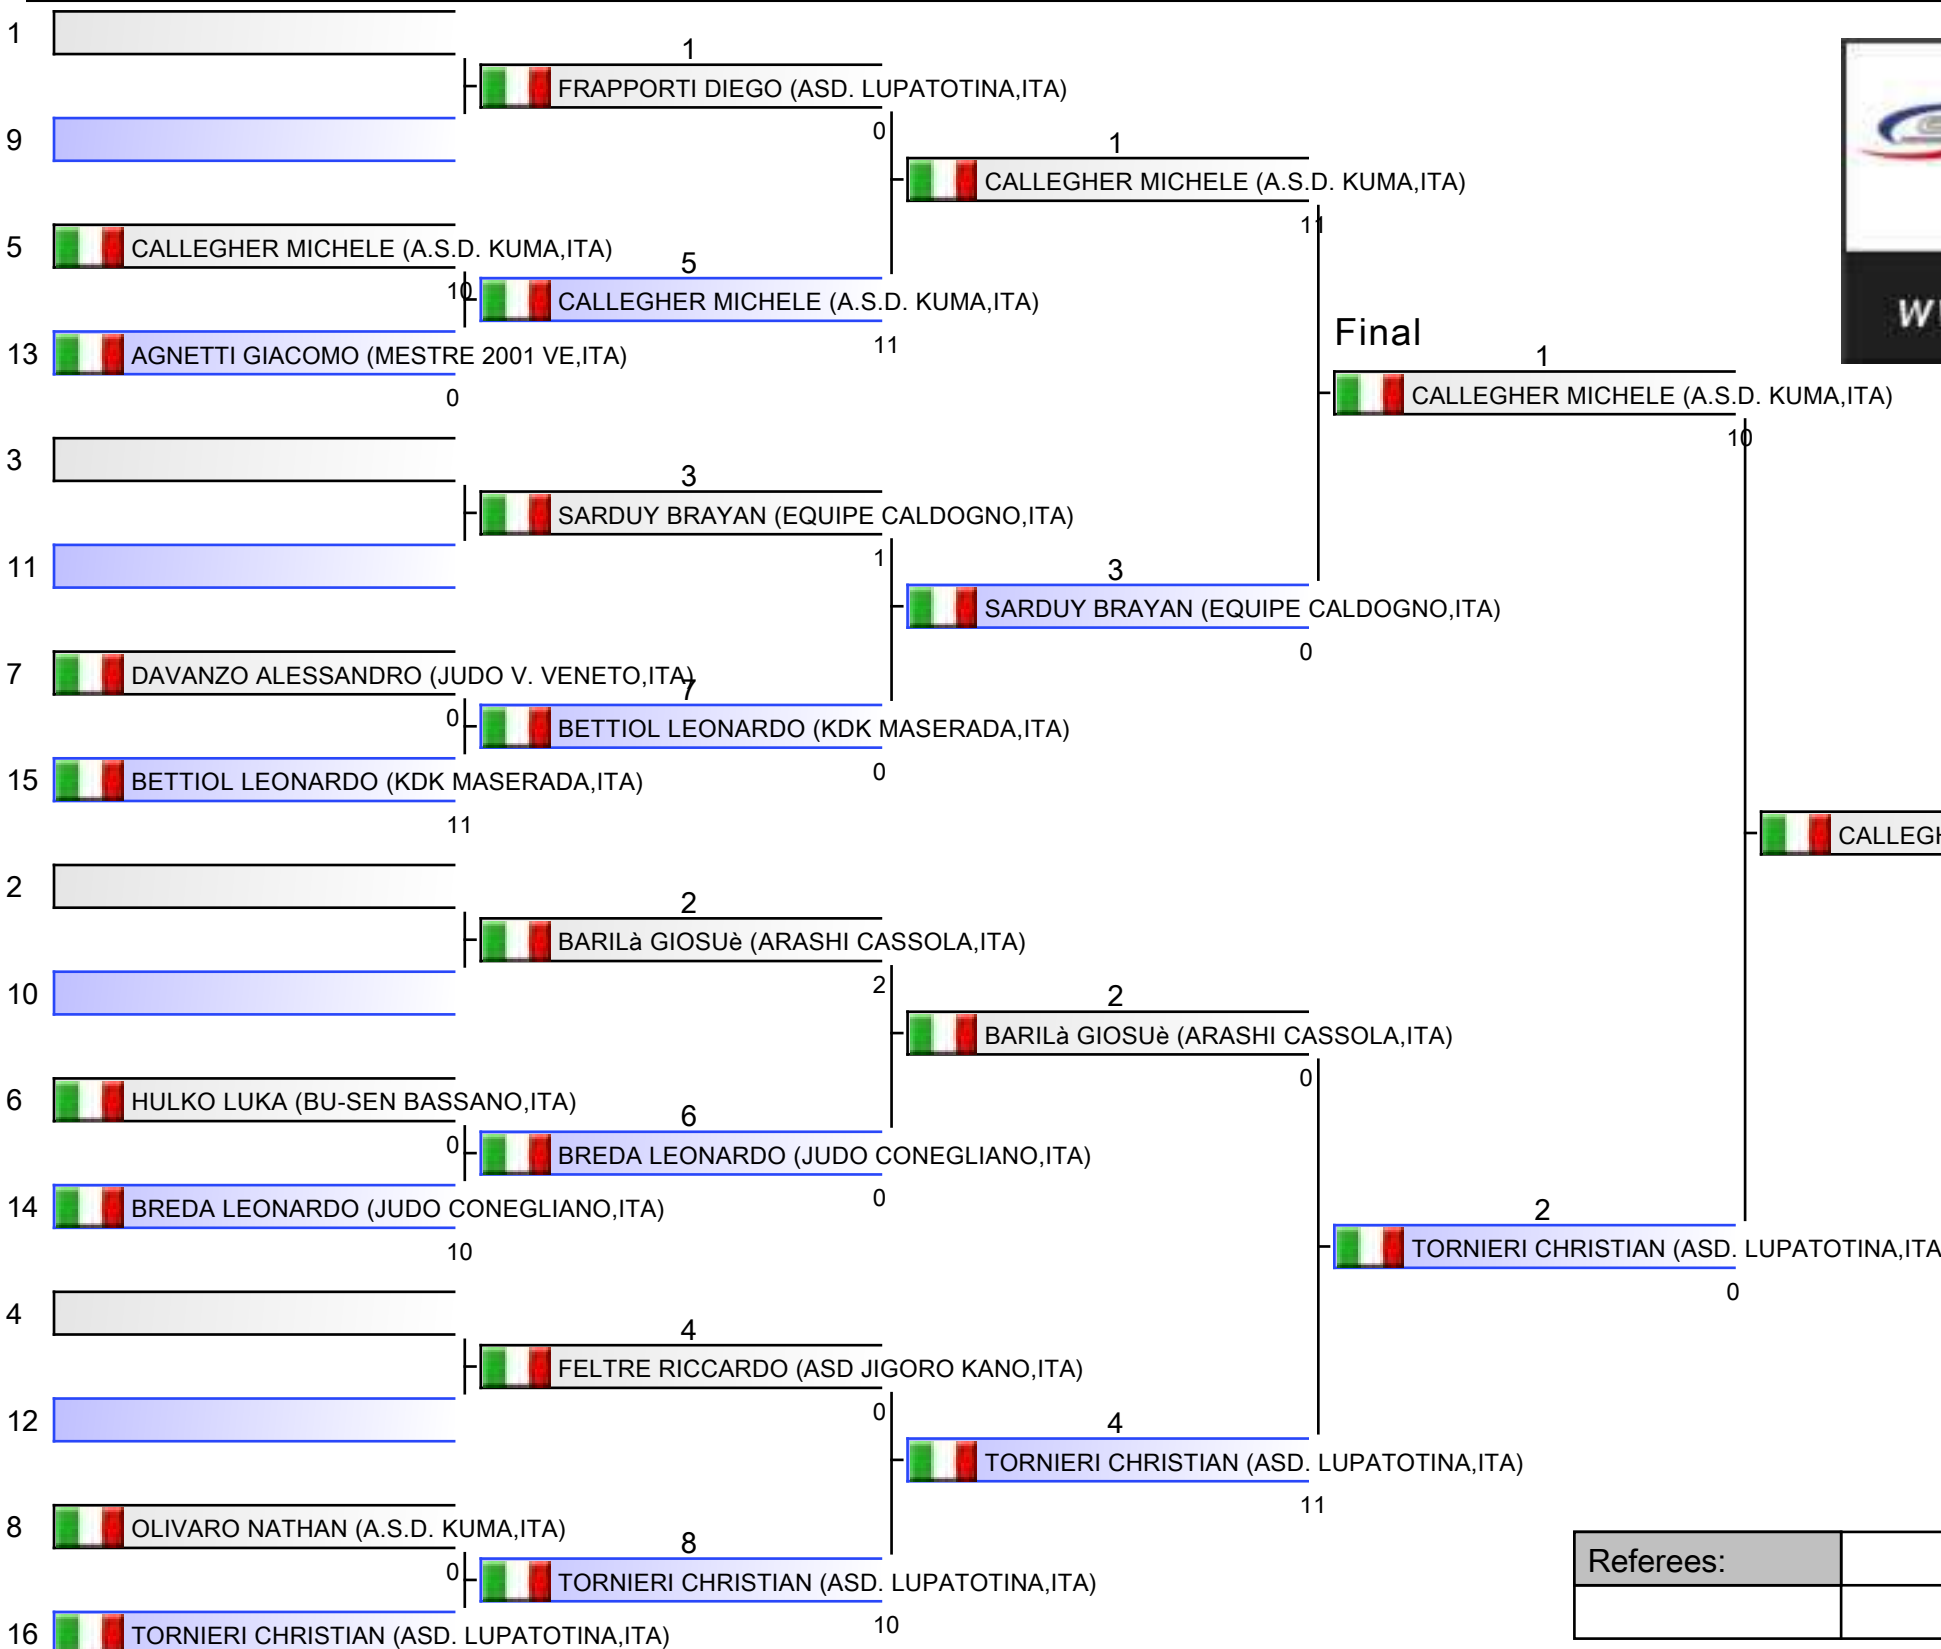 1
1
FRAPPORTI DIEGO (ASD. LUPATOTINA,ITA)
0
9
1
CALLEGHER MICHELE (A.S.D. KUMA,ITA)
11
5
CALLEGHER MICHELE (A.S.D. KUMA,ITA)
10
5
CALLEGHER MICHELE (A.S.D. KUMA,ITA)
11
13
AGNETTI GIACOMO (MESTRE 2001 VE,ITA)
0
Final
1
CALLEGHER MICHELE (A.S.D. KUMA,ITA)
10
3
3
SARDUY BRAYAN (EQUIPE CALDOGNO,ITA)
1
11
3
SARDUY BRAYAN (EQUIPE CALDOGNO,ITA)
0
7
DAVANZO ALESSANDRO (JUDO V. VENETO,ITA)
0
7
BETTIOL LEONARDO (KDK MASERADA,ITA)
0
15
BETTIOL LEONARDO (KDK MASERADA,ITA)
11
CALLEGH
2
2
BARILà GIOSUè (ARASHI CASSOLA,ITA)
2
10
2
BARILà GIOSUè (ARASHI CASSOLA,ITA)
0
6
HULKO LUKA (BU-SEN BASSANO,ITA)
0
6
BREDA LEONARDO (JUDO CONEGLIANO,ITA)
0
14
BREDA LEONARDO (JUDO CONEGLIANO,ITA)
10
2
TORNIERI CHRISTIAN (ASD. LUPATOTINA,ITA
0
4
4
FELTRE RICCARDO (ASD JIGORO KANO,ITA)
0
12
4
TORNIERI CHRISTIAN (ASD. LUPATOTINA,ITA)
11
8
OLIVARO NATHAN (A.S.D. KUMA,ITA)
0
8
TORNIERI CHRISTIAN (ASD. LUPATOTINA,ITA)
10
16
TORNIERI CHRISTIAN (ASD. LUPATOTINA,ITA)
Referees: